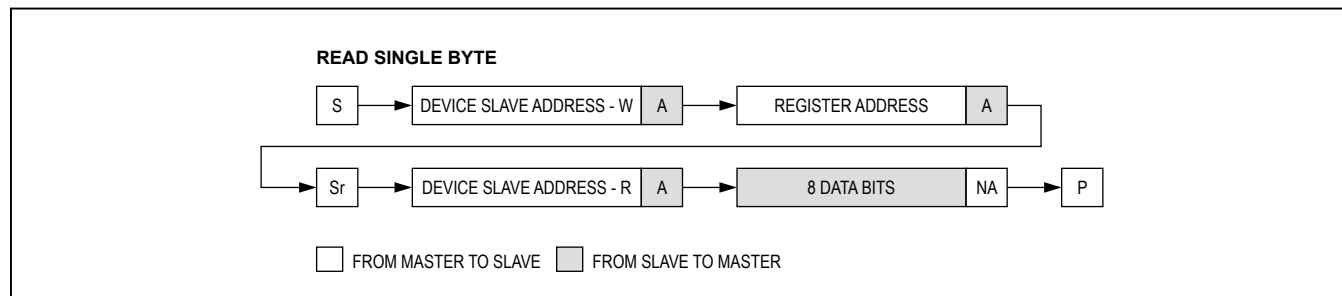 READ SINGLE BYTE
S DEVICE SLAVE ADDRESS - W A REGISTER ADDRESS A
Sr DEVICE SLAVE ADDRESS - R A 8 DATA BITS NA P
FROM MASTER TO SLAVE FROM SLAVE TO MASTER